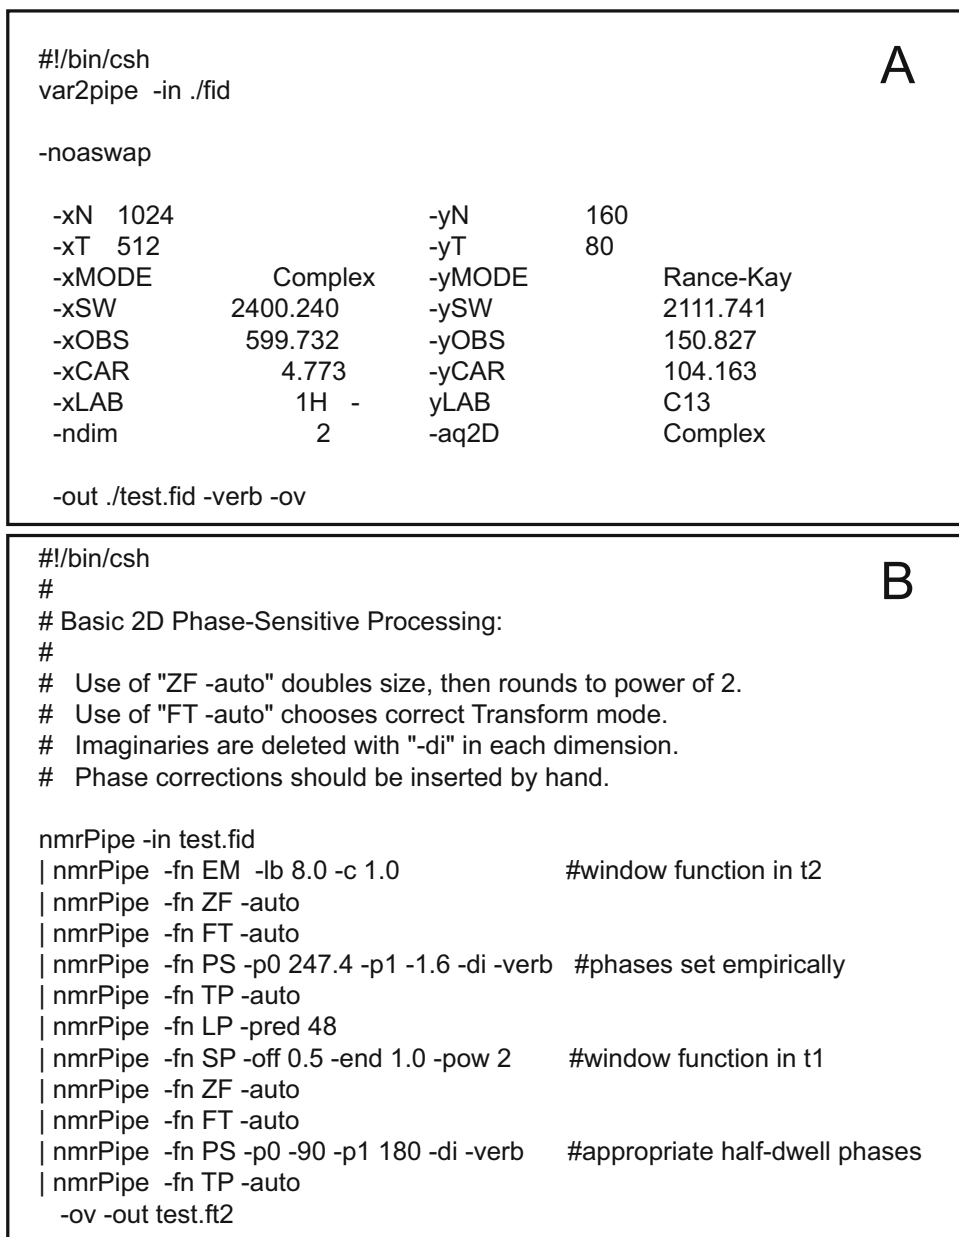 A
#!/bin/csh
var2pipe -in ./fid
-noaswap
-xN 1024 -yN 160
-xT 512 -yT 80
-xMODE Complex -yMODE Rance-Kay
-xSW 2400.240 -ySW 2111.741
-xOBS 599.732 -yOBS 150.827
-xCAR 4.773 -yCAR 104.163
-xLAB 1H - yLAB C13
-ndim 2 -aq2D Complex
-out ./test.fid -verb -ov
B
#!/bin/csh
#
# Basic 2D Phase-Sensitive Processing:
#
# Use of "ZF -auto" doubles size, then rounds to power of 2.
# Use of "FT -auto" chooses correct Transform mode.
# Imaginaries are deleted with "-di" in each dimension.
# Phase corrections should be inserted by hand.
nmrPipe -in test.fid
| nmrPipe -fn EM -lb 8.0 -c 1.0 #window function in t2
| nmrPipe -fn ZF -auto
| nmrPipe -fn FT -auto
| nmrPipe -fn PS -p0 247.4 -p1 -1.6 -di -verb #phases set empirically
| nmrPipe -fn TP -auto
| nmrPipe -fn LP -pred 48
| nmrPipe -fn SP -off 0.5 -end 1.0 -pow 2 #window function in t1
| nmrPipe -fn ZF -auto
| nmrPipe -fn FT -auto
| nmrPipe -fn PS -p0 -90 -p1 180 -di -verb #appropriate half-dwell phases
| nmrPipe -fn TP -auto
-ov -out test.ft2